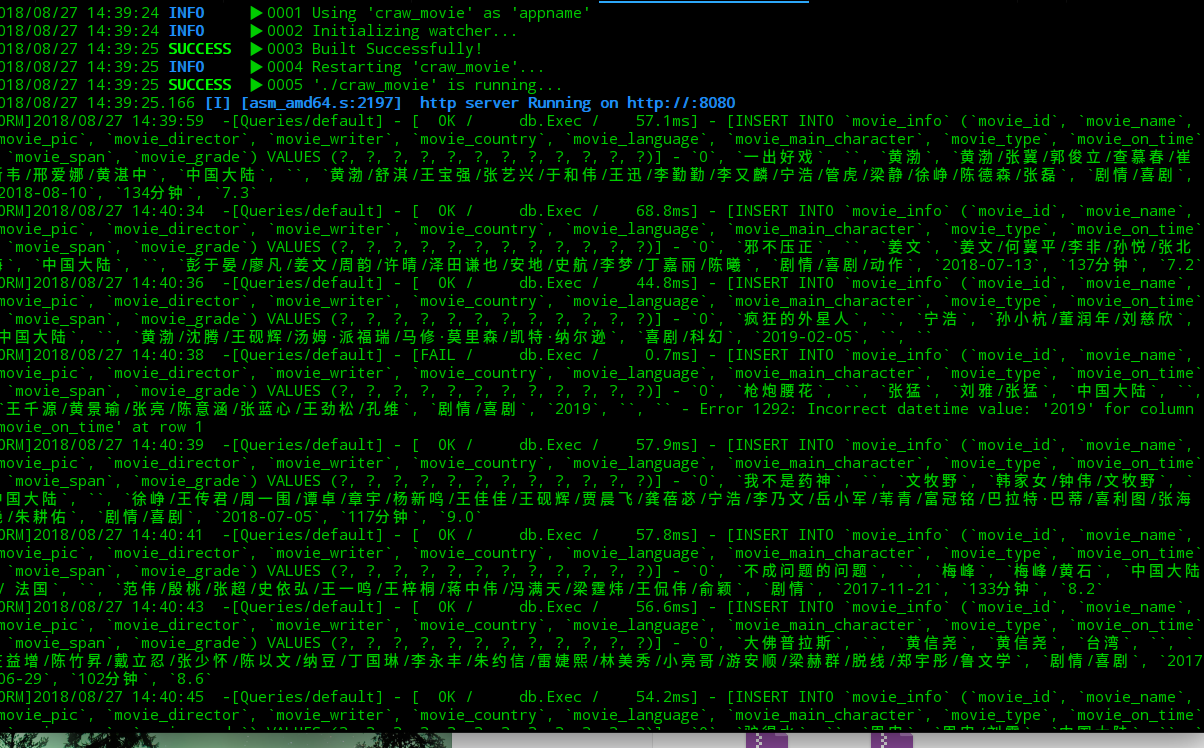 018/08/27 14:39:24 INFO ▶ 0001 Using 'craw_movie' as 'appname'
018/08/27 14:39:24 INFO ▶ 0002 Initializing watcher...
018/08/27 14:39:25 SUCCESS ▶ 0003 Built Successfully!
018/08/27 14:39:25 INFO ▶ 0004 Restarting 'craw_movie'...
018/08/27 14:39:25 SUCCESS ▶ 0005 './craw_movie' is running...
018/08/27 14:39:25.166 [I] [asm_amd64.s:2197] http server Running on http://:8080
ORM]2018/08/27 14:39:59 -[Queries/default] - [ OK / db.Exec / 57.1ms] - [INSERT INTO `movie_info` (`movie_id`, `movie_name`,
movie_pic`, `movie_director`, `movie_writer`, `movie_country`, `movie_language`, `movie_main_character`, `movie_type`, `movie_on_time`
`movie_span`, `movie_grade`) VALUES (?, ?, ?, ?, ?, ?, ?, ?, ?, ?, ?, ?)] - `0`, `一出好戏`, ``, `黄渤`, `黄渤/张冀/郭俊立/查慕春/崔
斯韦/邢爱娜/黄湛中`, `中国大陆`, ``, `黄渤/舒淇/王宝强/张艺兴/于和伟/王迅/李勤勤/李又麟/宁浩/管虎/梁静/徐峥/陈德森/张磊`, `剧情/喜剧`,
2018-08-10`, `134分钟`, `7.3`
ORM]2018/08/27 14:40:34 -[Queries/default] - [ OK / db.Exec / 68.8ms] - [INSERT INTO `movie_info` (`movie_id`, `movie_name`,
movie_pic`, `movie_director`, `movie_writer`, `movie_country`, `movie_language`, `movie_main_character`, `movie_type`, `movie_on_time`
`movie_span`, `movie_grade`) VALUES (?, ?, ?, ?, ?, ?, ?, ?, ?, ?, ?, ?)] - `0`, `邪不压正`, ``, `姜文`, `姜文/何冀平/李非/孙悦/张北
`, `中国大陆`, ``, `彭于晏/廖凡/姜文/周韵/许晴/泽田谦也/安地/史航/李梦/丁嘉丽/陈曦`, `剧情/喜剧/动作`, `2018-07-13`, `137分钟`, `7.2`
ORM]2018/08/27 14:40:36 -[Queries/default] - [ OK / db.Exec / 44.8ms] - [INSERT INTO `movie_info` (`movie_id`, `movie_name`,
movie_pic`, `movie_director`, `movie_writer`, `movie_country`, `movie_language`, `movie_main_character`, `movie_type`, `movie_on_time`
`movie_span`, `movie_grade`) VALUES (?, ?, ?, ?, ?, ?, ?, ?, ?, ?, ?, ?)] - `0`, `疯狂的外星人`, ``, `宁浩`, `孙小杭/董润年/刘慈欣`,
中国大陆`, ``, `黄渤/沈腾/王砚辉/汤姆·派福瑞/马修·莫里森/凯特·纳尔逊`, `喜剧/科幻`, `2019-02-05`, ``, ``
ORM]2018/08/27 14:40:38 -[Queries/default] - [FAIL / db.Exec / 0.7ms] - [INSERT INTO `movie_info` (`movie_id`, `movie_name`,
movie_pic`, `movie_director`, `movie_writer`, `movie_country`, `movie_language`, `movie_main_character`, `movie_type`, `movie_on_time`
`movie_span`, `movie_grade`) VALUES (?, ?, ?, ?, ?, ?, ?, ?, ?, ?, ?, ?)] - `0`, `枪炮腰花`, ``, `张猛`, `刘雅/张猛`, `中国大陆`, ``,
`王千源/黄景瑜/张亮/陈意涵/张蓝心/王劲松/孔维`, `剧情/喜剧`, `2019`, ``, `` - Error 1292: Incorrect datetime value: '2019' for column
movie_on_time' at row 1
ORM]2018/08/27 14:40:39 -[Queries/default] - [ OK / db.Exec / 57.9ms] - [INSERT INTO `movie_info` (`movie_id`, `movie_name`,
movie_pic`, `movie_director`, `movie_writer`, `movie_country`, `movie_language`, `movie_main_character`, `movie_type`, `movie_on_time`
`movie_span`, `movie_grade`) VALUES (?, ?, ?, ?, ?, ?, ?, ?, ?, ?, ?, ?)] - `0`, `我不是药神`, ``, `文牧野`, `韩家女/钟伟/文牧野`,
中国大陆`, ``, `徐峥/王传君/周一围/谭卓/章宇/杨新鸣/王佳佳/王砚辉/贾晨飞/龚蓓苾/宁浩/李乃文/岳小军/苇青/富冠铭/巴拉特·巴蒂/喜利图/张海
/朱耕佑`, `剧情/喜剧`, `2018-07-05`, `117分钟`, `9.0`
ORM]2018/08/27 14:40:41 -[Queries/default] - [ OK / db.Exec / 57.8ms] - [INSERT INTO `movie_info` (`movie_id`, `movie_name`,
movie_pic`, `movie_director`, `movie_writer`, `movie_country`, `movie_language`, `movie_main_character`, `movie_type`, `movie_on_time`
`movie_span`, `movie_grade`) VALUES (?, ?, ?, ?, ?, ?, ?, ?, ?, ?, ?, ?)] - `0`, `不成问题的问题`, ``, `梅峰`, `梅峰/黄石`, `中国大陆
/ 法国`, ``, `范伟/殷桃/张超/史依弘/王一鸣/王梓桐/蒋中伟/冯满天/梁霆炜/王侃伟/俞颖`, `剧情`, `2017-11-21`, `133分钟`, `8.2`
ORM]2018/08/27 14:40:43 -[Queries/default] - [ OK / db.Exec / 56.6ms] - [INSERT INTO `movie_info` (`movie_id`, `movie_name`,
movie_pic`, `movie_director`, `movie_writer`, `movie_country`, `movie_language`, `movie_main_character`, `movie_type`, `movie_on_time`
`movie_span`, `movie_grade`) VALUES (?, ?, ?, ?, ?, ?, ?, ?, ?, ?, ?, ?)] - `0`, `大佛普拉斯`, ``, `黄信尧`, `黄信尧`, `台湾`, ``,
益增/陈竹昇/戴立忍/张少怀/陈以文/纳豆/丁国琳/李永丰/朱约信/雷婕熙/林美秀/小亮哥/游安顺/梁赫群/脱线/郑宇彤/鲁文学`, `剧情/喜剧`, `2017
06-29`, `102分钟`, `8.6`
ORM]2018/08/27 14:40:45 -[Queries/default] - [ OK / db.Exec / 54.2ms] - [INSERT INTO `movie_info` (`movie_id`, `movie_name`,
movie_pic`, `movie_director`, `movie_writer`, `movie_country`, `movie_language`, `movie_main_character`, `movie_type`, `movie_on_time`